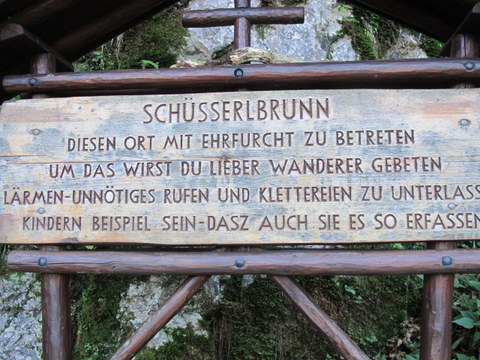 SCHÜSSERLBRUNN
DIESEN ORT MIT EHRFURCHT ZU BETRETEN
UM DAS WIRST DU LIEBER WANDERER GEBETEN
LÄRMEN-UNNÖTIGES RUFEN UND KLETTEREIEN ZU UNTERLASS
KINDERN BEISPIEL SEIN-DASZ AUCH SIE ES SO ERFASSEN